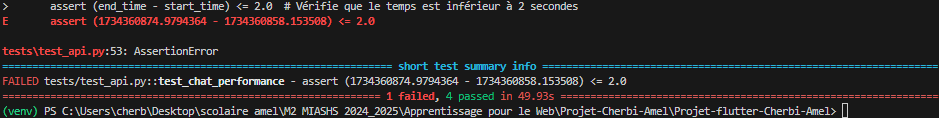 >       assert (end_time - start_time) <= 2.0  # Vérifie que le temps est inférieur à 2 secondes
E       assert (1734360874.9794364 - 1734360858.153508) <= 2.0
tests\test_api.py:53: AssertionError
=== short test summary info ===
FAILED tests/test_api.py::test_chat_performance - assert (1734360874.9794364 - 1734360858.153508) <= 2.0
=== 1 failed, 4 passed in 49.93s ===
(venv) PS C:\Users\cherb\Desktop\scolaire amel\M2 MIASHS 2024_2025\Apprentissage pour le Web\Projet-Cherbi-Amel\Projet-flutter-Cherbi-Amel>